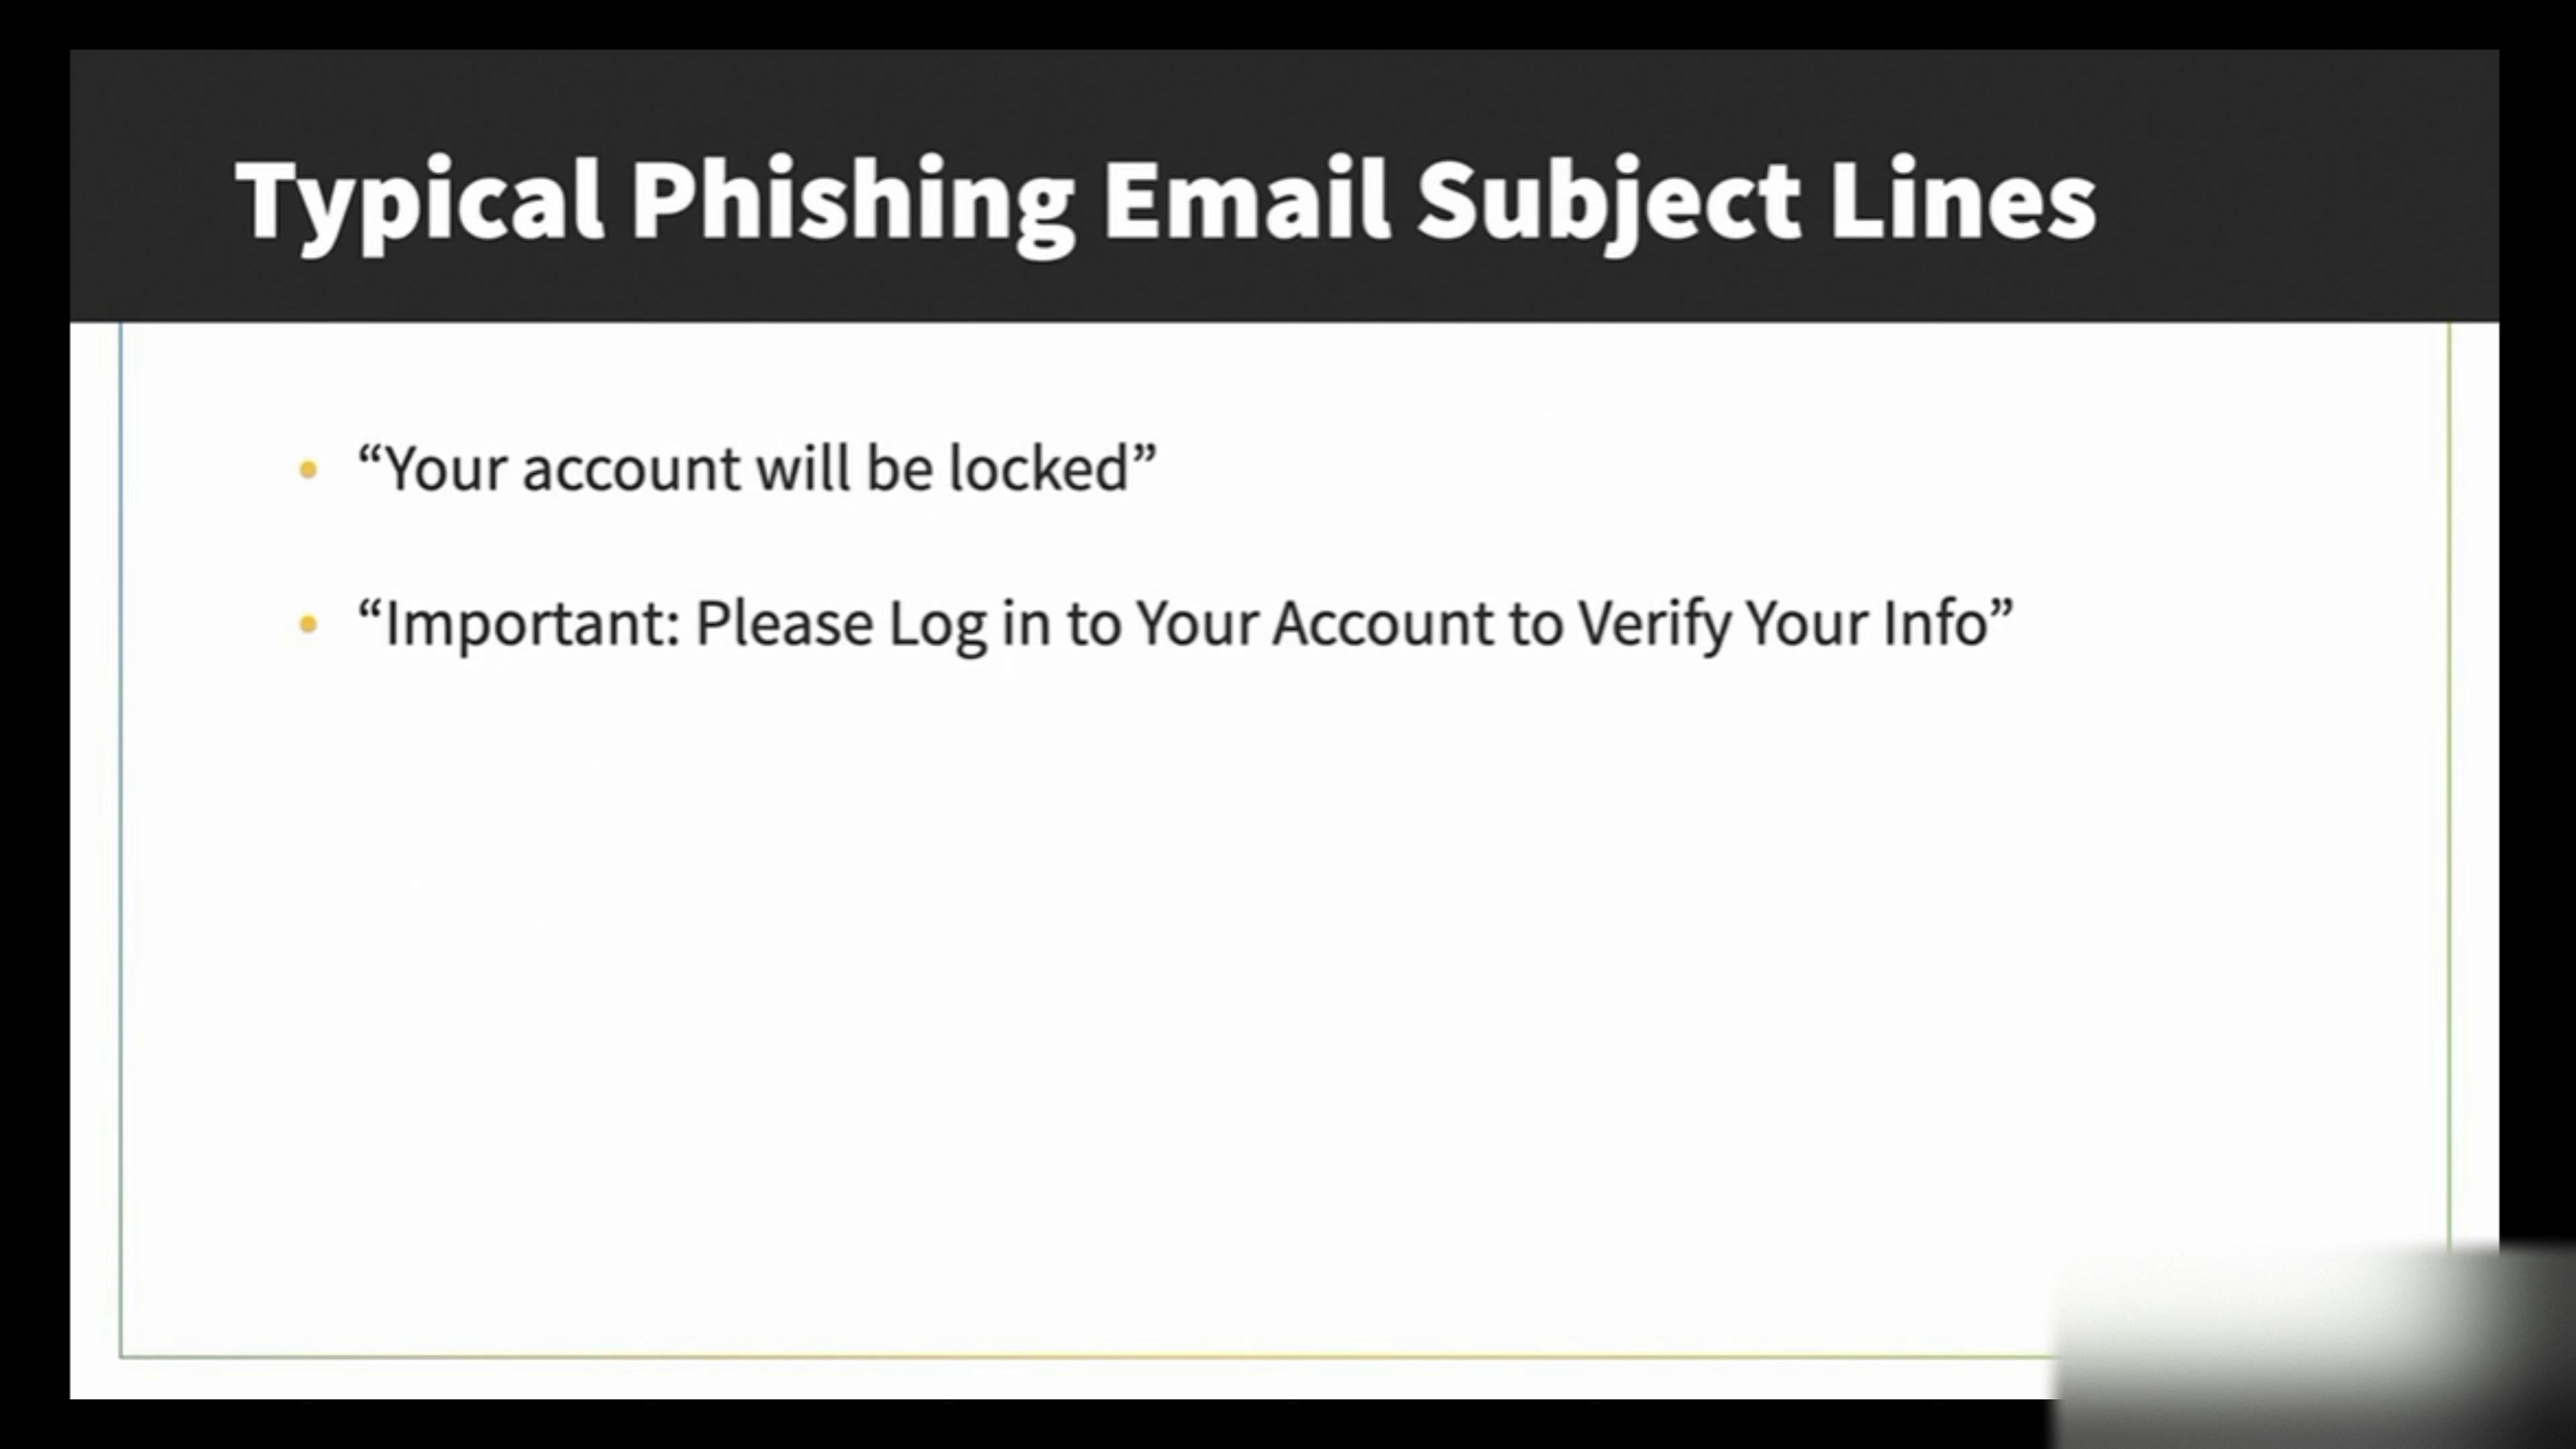 Typical Phishing Email Subject Lines
“Your account will be locked”
“Important: Please Log in to Your Account to Verify Your Info”